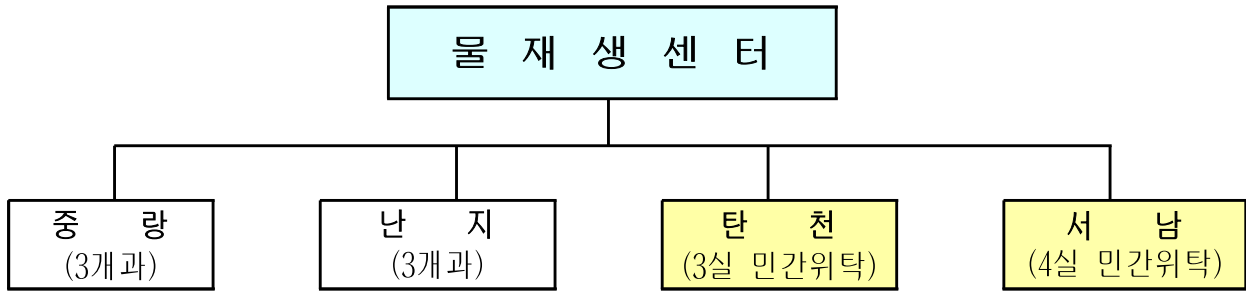 물 재 생 센 터
중 랑
(3개과)
난 지
(3개과)
탄 천
(3실 민간위탁)
서 남
(4실 민간위탁)